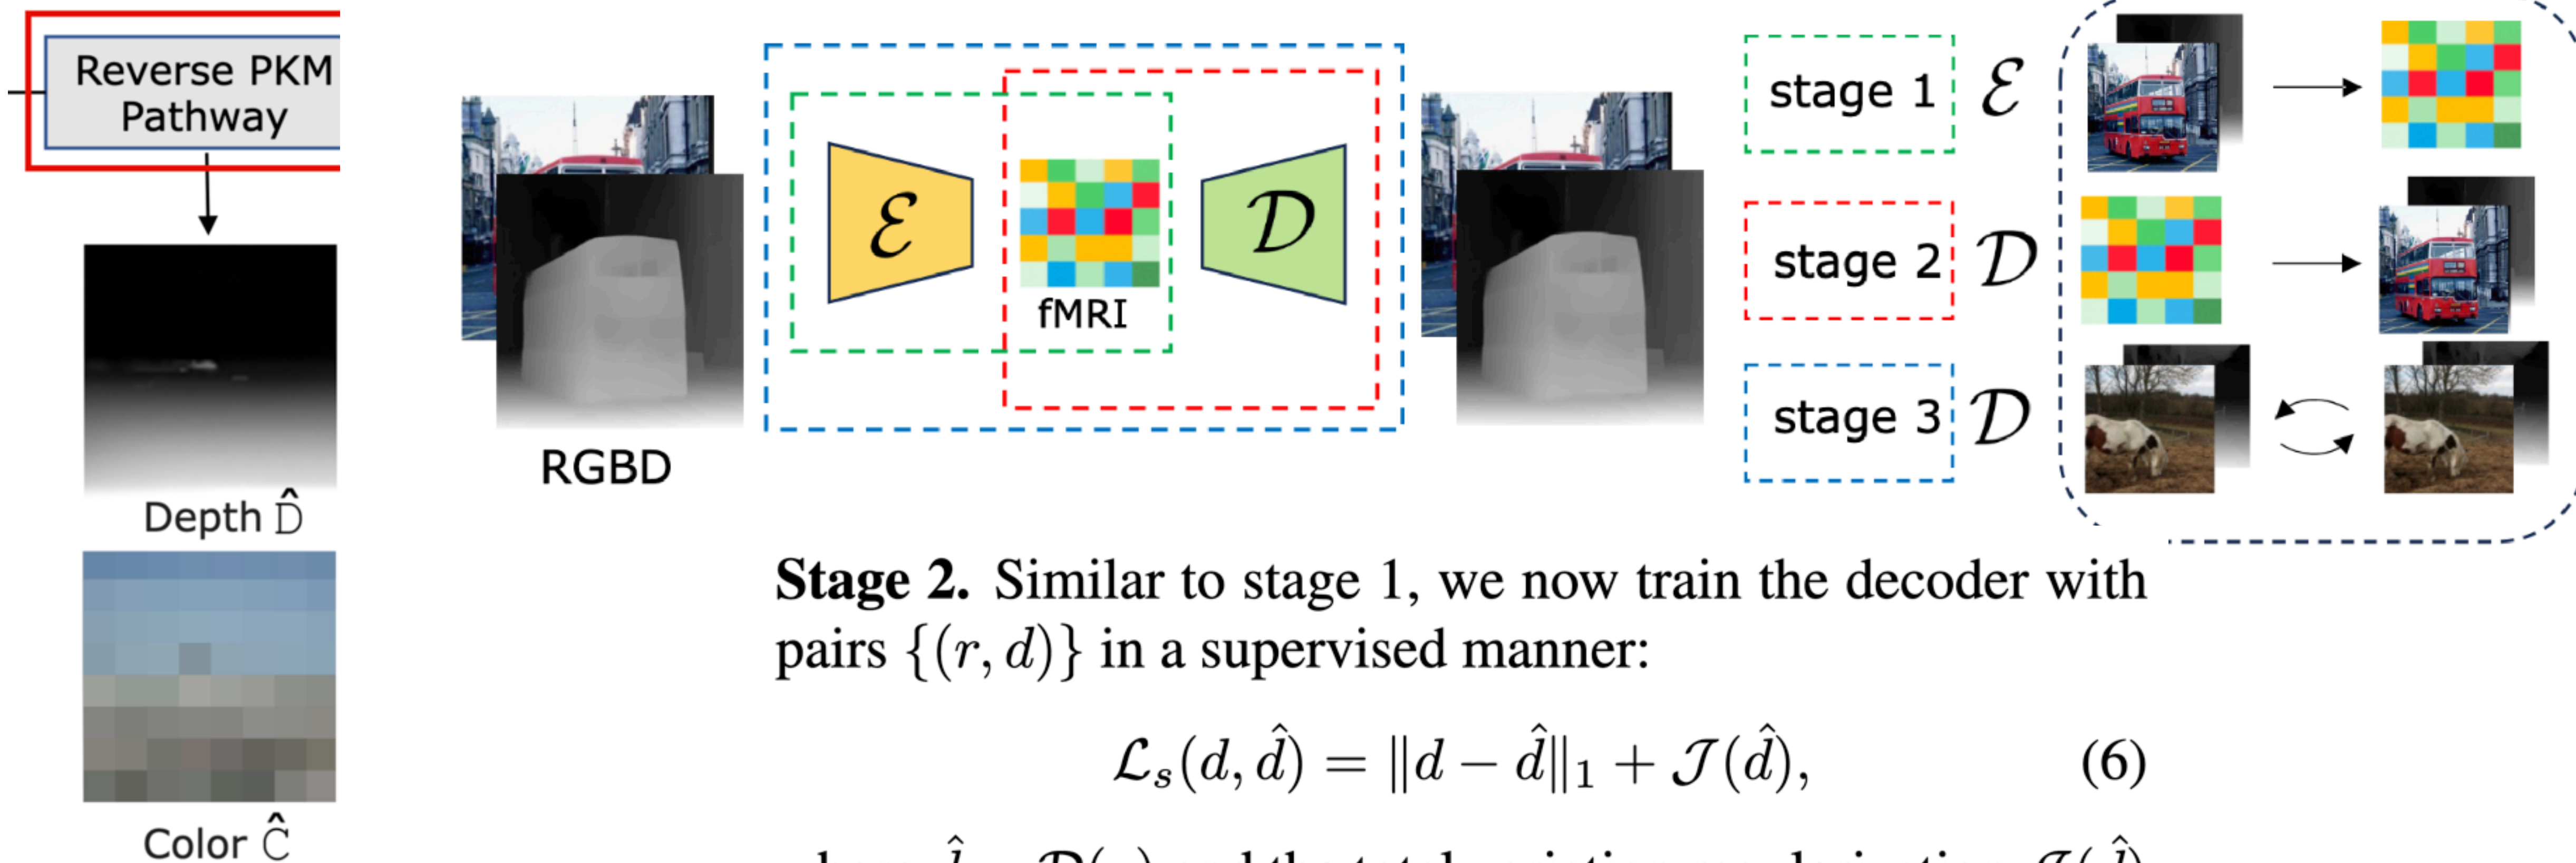 Reverse PKM
Pathway
Depth D̂
Color Ĉ
ℰ
fMRI
𝒟
RGBD
stage 1 ℰ
stage 2 𝒟
stage 3 𝒟
Stage 2. Similar to stage 1, we now train the decoder with
pairs {(r, d)} in a supervised manner:
ℒₛ(d, d̂) = ‖d − d̂‖₁ + 𝒥(d̂), (6)